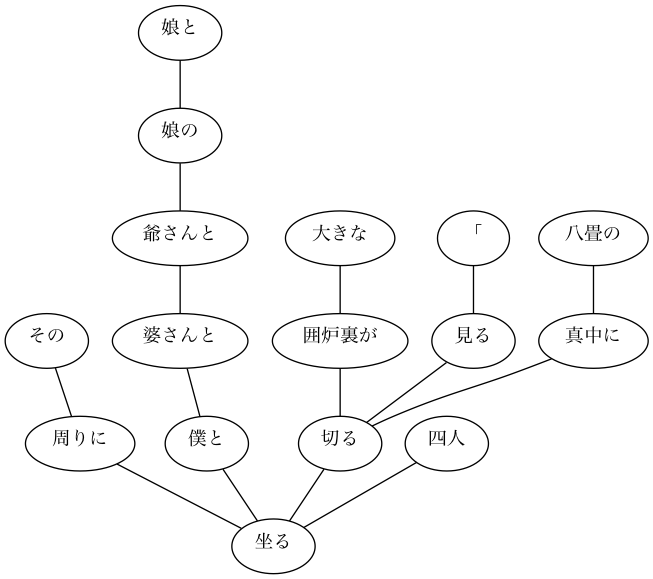 娘と
娘の
爺さんと
大きな
「
八畳の
その
婆さんと
囲炉裏が
見る
真中に
周りに
僕と
切る
四人
坐る